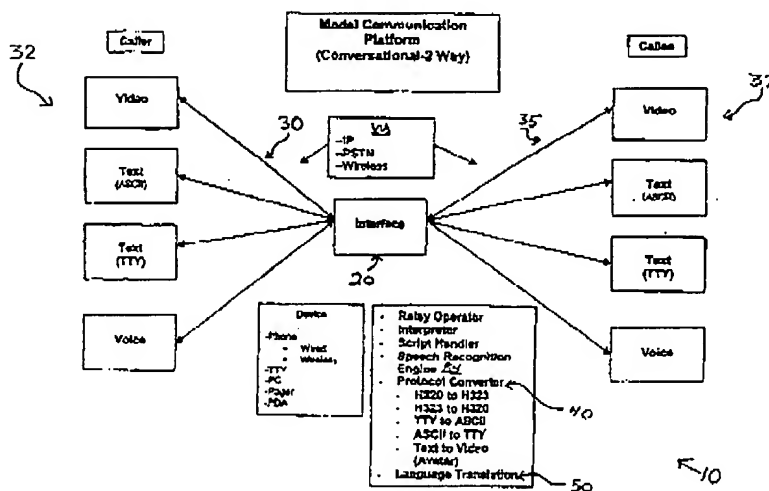 Model Communication
Platform
(Conversational-2 Way)
Caller
Callee
32
Video
Text
(ASCII)
Text
(TTY)
Voice
30
VIA
-IP
-PSTN
-Wireless
35
Interface
20
Video
Text
(ASCII)
Text
(TTY)
Voice
37
Device
-Phone
- Wired
- Wireless
-TTY
-PC
-Pager
-PDA
- Relay Operator
- Interpreter
- Script Handler
- Speech Recognition
Engine
- Protocol Convertor
- H320 to H323
- H323 to H320
- TTY to ASCII
- ASCII to TTY
- Text to Video
(Avatar)
- Language Translations
40
50
10